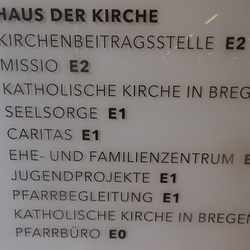 HAUS DER KIRCHE
KIRCHENBEITRAGSSTELLE E2
MISSIO E2
KATHOLISCHE KIRCHE IN BREG
SEELSORGE E1
CARITAS E1
EHE- UND FAMILIENZENTRUM E
JUGENDPROJEKTE E1
PFARRBEGLEITUNG E1
KATHOLISCHE KIRCHE IN BREGEN
PFARRBÜRO E0